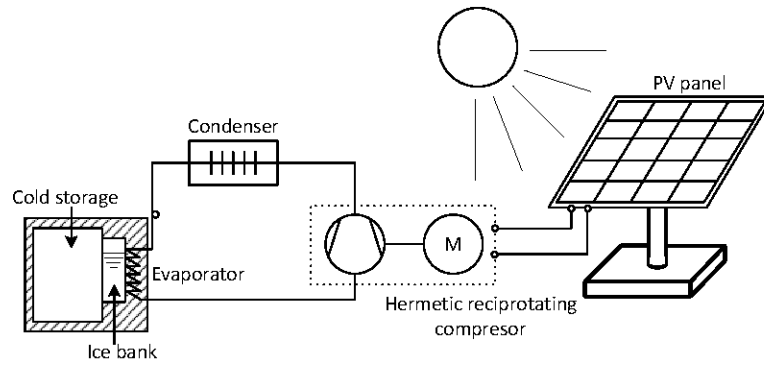 PV panel
Condenser
Cold storage
M
Evaporator
Hermetic reciprotating
compresor
Ice bank